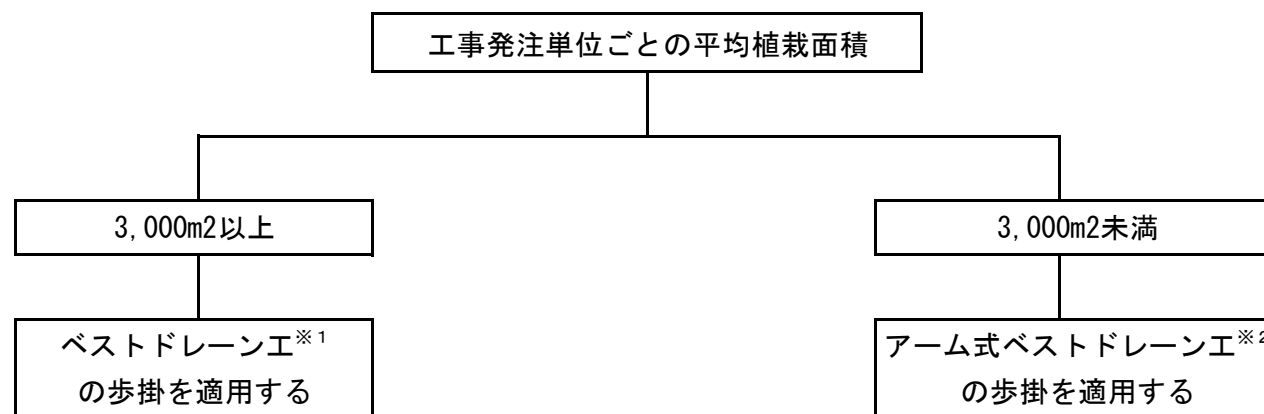 工事発注単位ごとの平均植栽面積
3,000m2以上
3,000m2未満
ベストドレーン工※1
の歩掛を適用する
アーム式ベストドレーン工※2
の歩掛を適用する